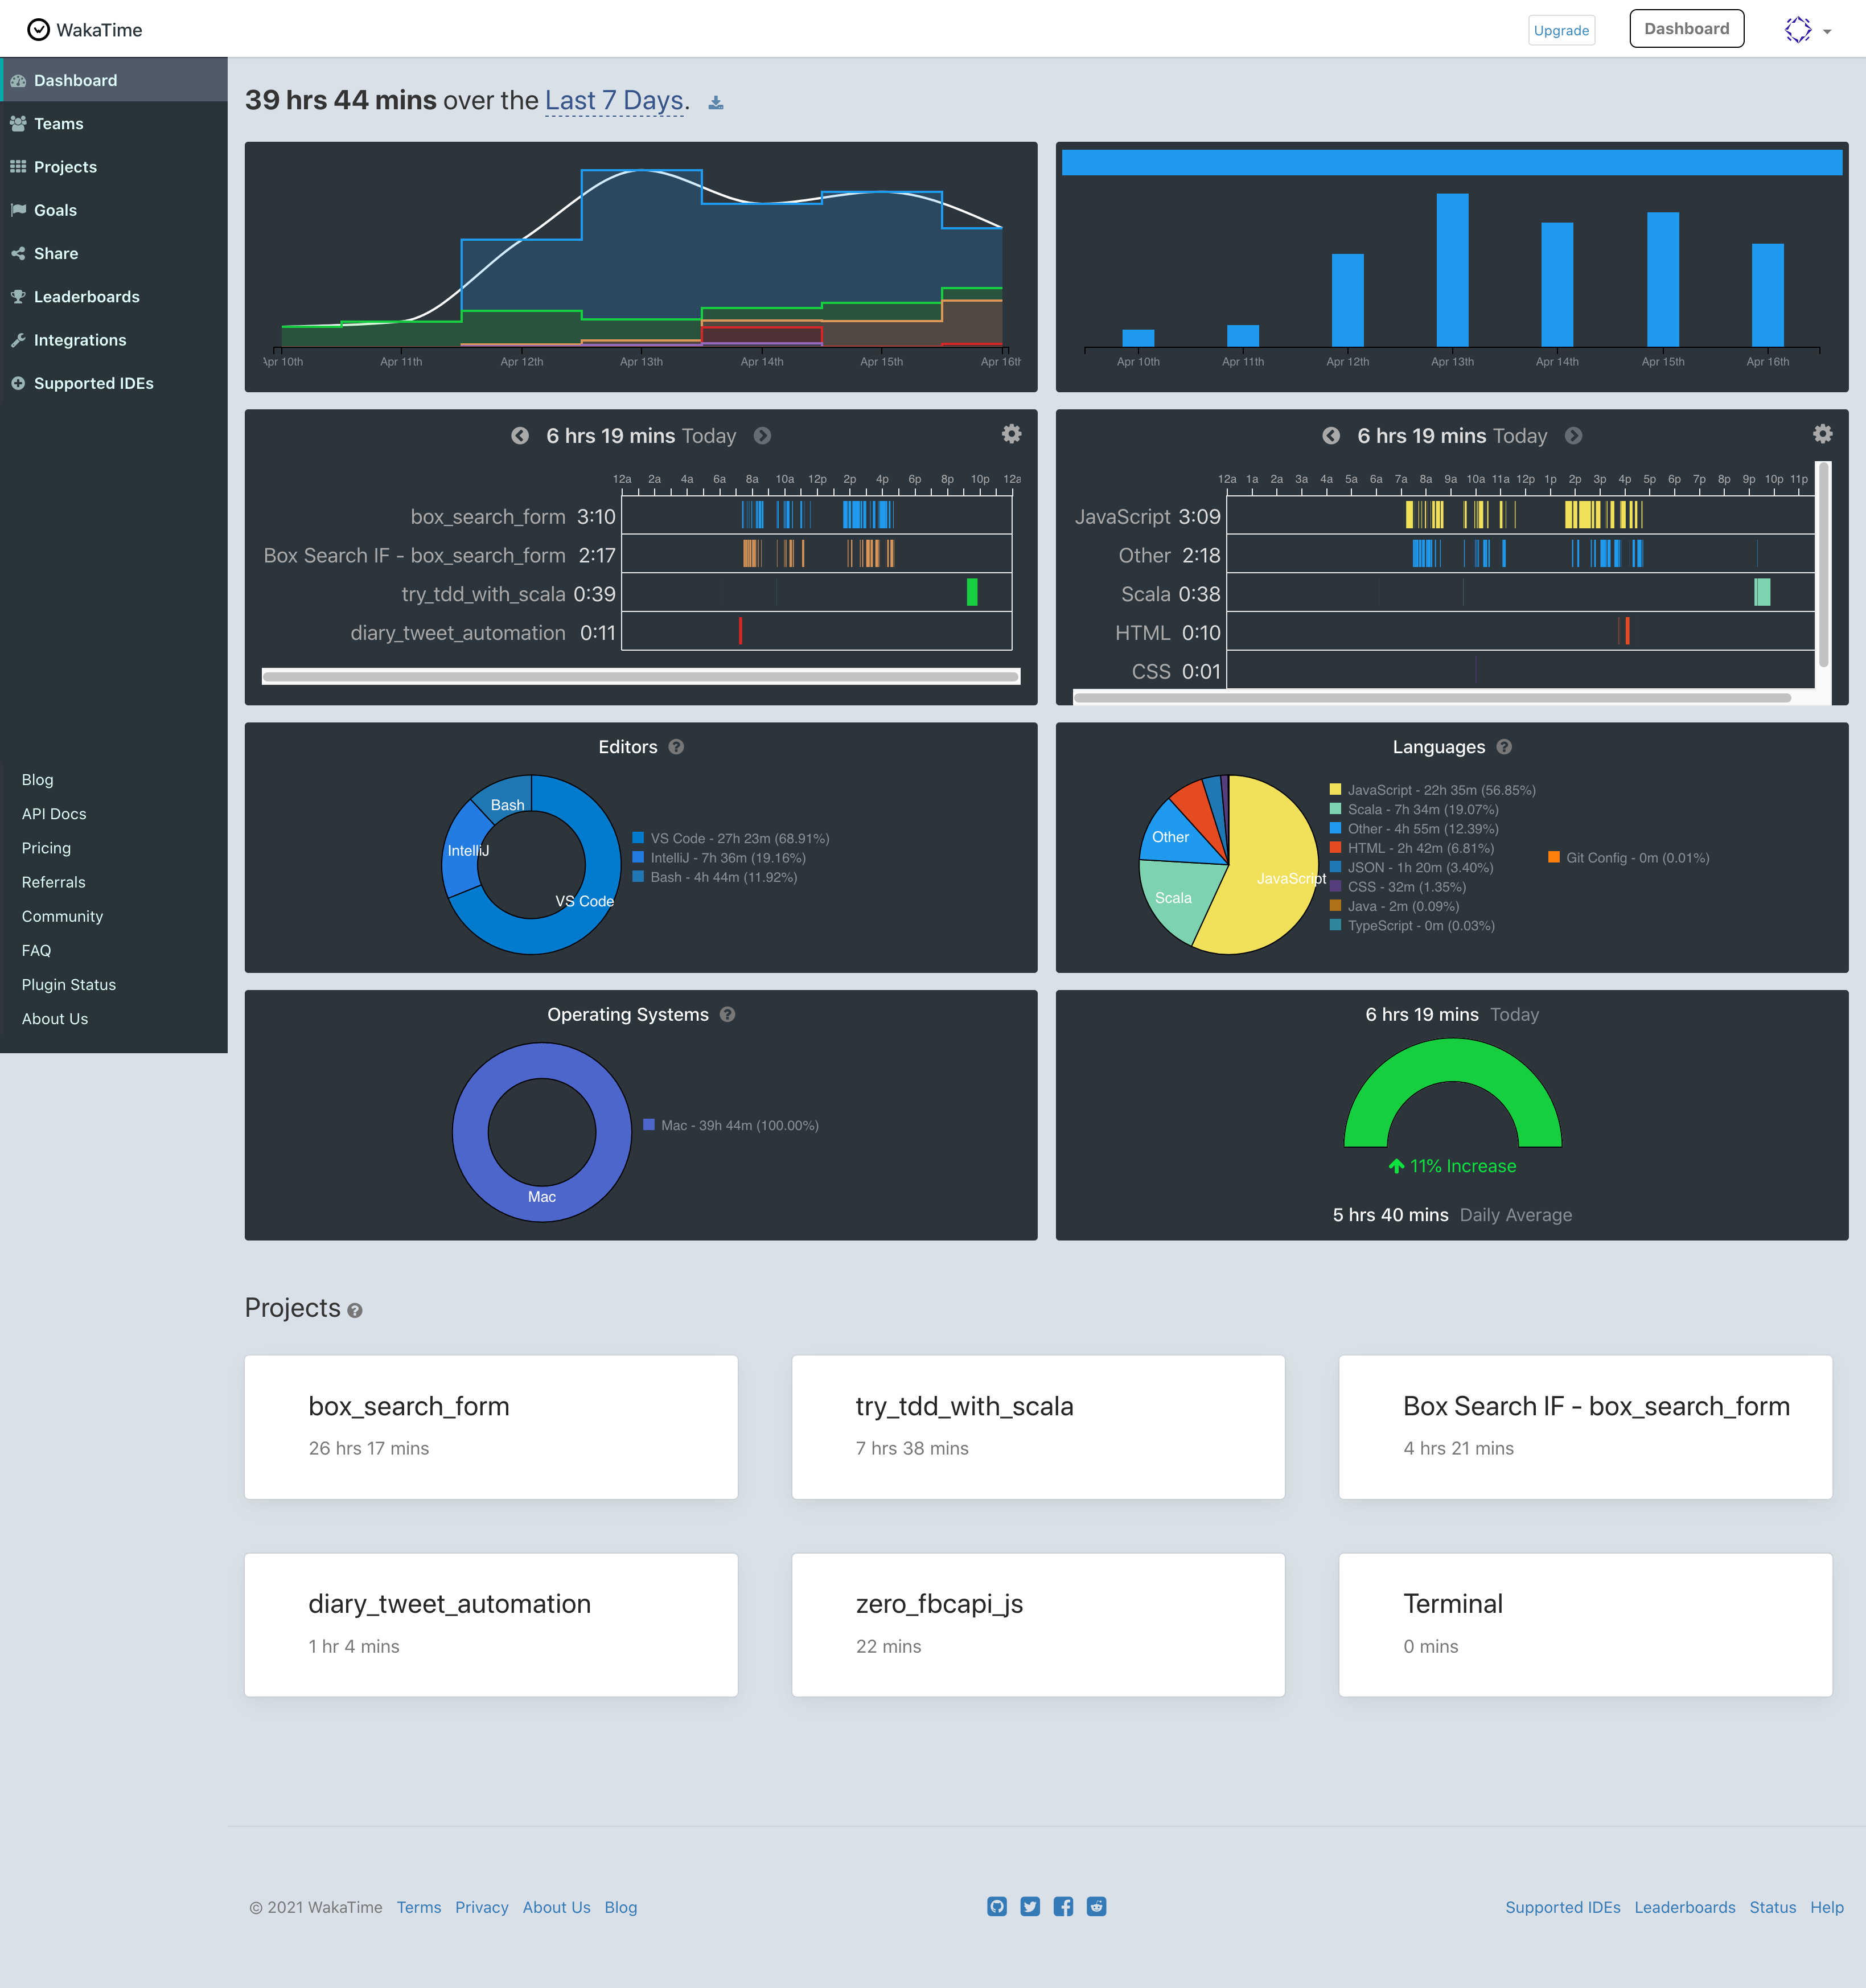 WakaTime
Upgrade
Dashboard
Dashboard
Teams
Projects
Goals
Share
Leaderboards
Integrations
Supported IDEs
Blog
API Docs
Pricing
Referrals
Community
FAQ
Plugin Status
About Us
39 hrs 44 mins over the Last 7 Days.
Apr 10th Apr 11th Apr 12th Apr 13th Apr 14th Apr 15th Apr 16th
Apr 10th Apr 11th Apr 12th Apr 13th Apr 14th Apr 15th Apr 16th
6 hrs 19 mins Today
12a 2a 4a 6a 8a 10a 12p 2p 4p 6p 8p 10p 12a
box_search_form 3:10
Box Search IF - box_search_form 2:17
try_tdd_with_scala 0:39
diary_tweet_automation 0:11
6 hrs 19 mins Today
12a 1a 2a 3a 4a 5a 6a 7a 8a 9a 10a 11a 12p 1p 2p 3p 4p 5p 6p 7p 8p 9p 10p 11p
JavaScript 3:09
Other 2:18
Scala 0:38
HTML 0:10
CSS 0:01
Editors
Bash
IntelliJ
VS Code
VS Code - 27h 23m (68.91%)
IntelliJ - 7h 36m (19.16%)
Bash - 4h 44m (11.92%)
Languages
Other
JavaScript
Scala
JavaScript - 22h 35m (56.85%)
Scala - 7h 34m (19.07%)
Other - 4h 55m (12.39%)
HTML - 2h 42m (6.81%)
JSON - 1h 20m (3.40%)
CSS - 32m (1.35%)
Java - 2m (0.09%)
TypeScript - 0m (0.03%)
Git Config - 0m (0.01%)
Operating Systems
Mac
Mac - 39h 44m (100.00%)
6 hrs 19 mins Today
11% Increase
5 hrs 40 mins Daily Average
Projects
box_search_form
26 hrs 17 mins
try_tdd_with_scala
7 hrs 38 mins
Box Search IF - box_search_form
4 hrs 21 mins
diary_tweet_automation
1 hr 4 mins
zero_fbcapi_js
22 mins
Terminal
0 mins
© 2021 WakaTime Terms Privacy About Us Blog
Supported IDEs Leaderboards Status Help